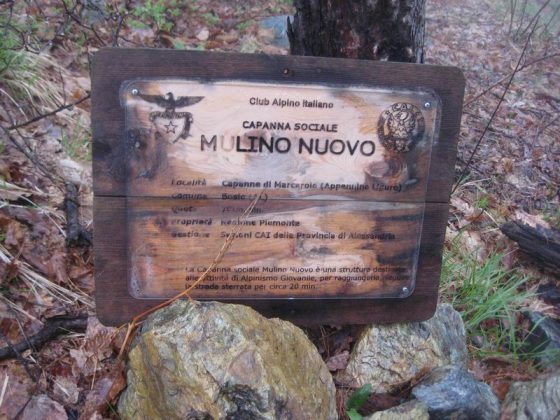 Club Alpino Italiano
CAPANNA SOCIALE
MULINO NUOVO
Località Capanne di Marcarolo (Appennino Ligure)
Comune Bosio (AL)
Proprietà Regione Piemonte
Gestione Sezioni CAI della Provincia di Alessandria
La Capanna sociale Mulino Nuovo è una struttura destinata
alle attività di Alpinismo Giovanile, per raggiungerla, seguire
la strada sterrata per circa 20 min.